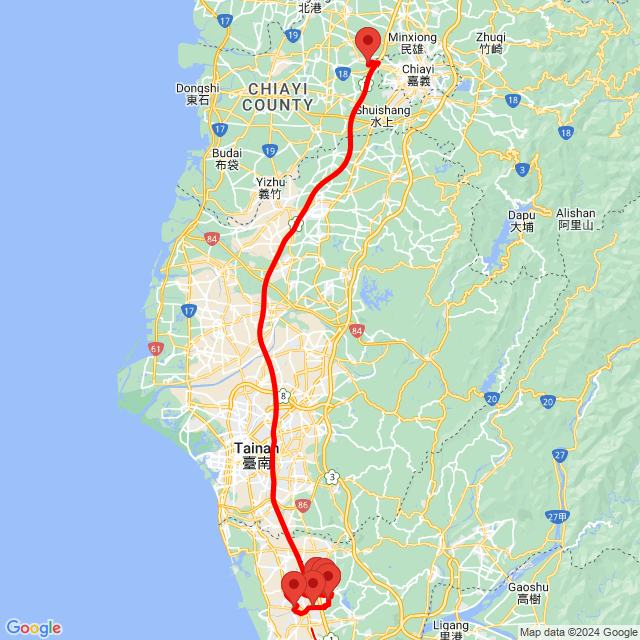 北港
Minxiong
民雄
Zhuqi
竹崎
18
Chiayi
嘉義
Dongshi
東石
CHIAYI
COUNTY
Shuishang
水上
17
18
18
19
Budai
布袋
3
Yizhu
義竹
Dapu
大埔
Alishan
阿里山
84
17
84
61
8
20
20
Tainan
臺南
27
3
86
27甲
Gaoshu
高樹
Ligang
里港
1
Google
Map data ©2024 Google